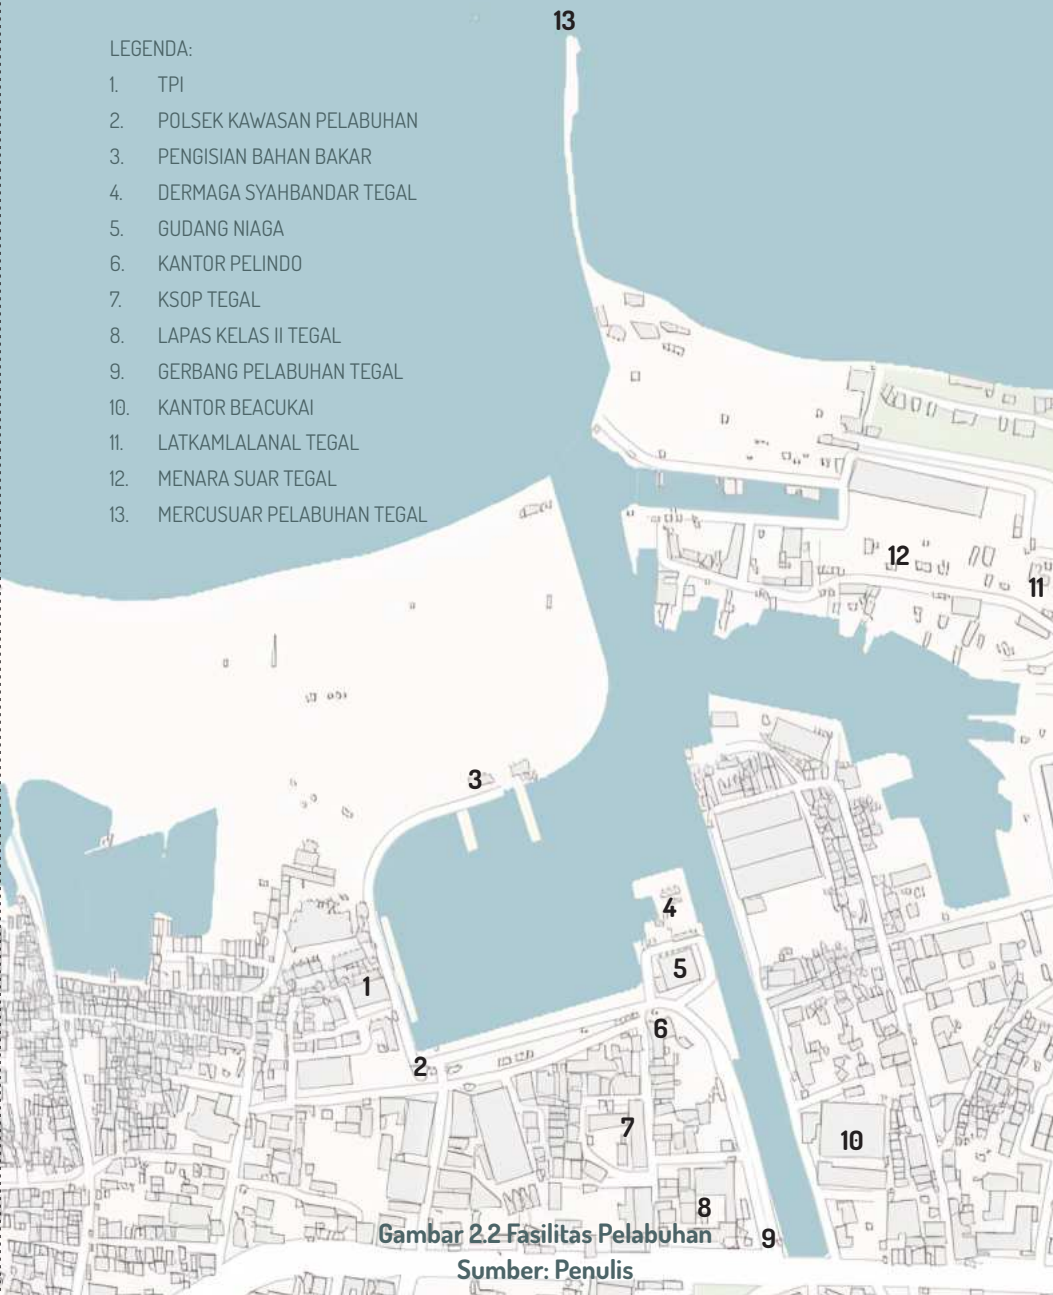 13
LEGENDA:
1. TPI
2. POLSEK KAWASAN PELABUHAN
3. PENGISIAN BAHAN BAKAR
4. DERMAGA SYAHBANDAR TEGAL
5. GUDANG NIAGA
6. KANTOR PELINDO
7. KSOP TEGAL
8. LAPAS KELAS II TEGAL
9. GERBANG PELABUHAN TEGAL
10. KANTOR BEACUKAI
11. LATKAMLALANAL TEGAL
12. MENARA SUAR TEGAL
13. MERCUSUAR PELABUHAN TEGAL
12
11
3
4
5
1
6
2
7
10
8
9
Gambar 2.2 Fasilitas Pelabuhan
Sumber: Penulis